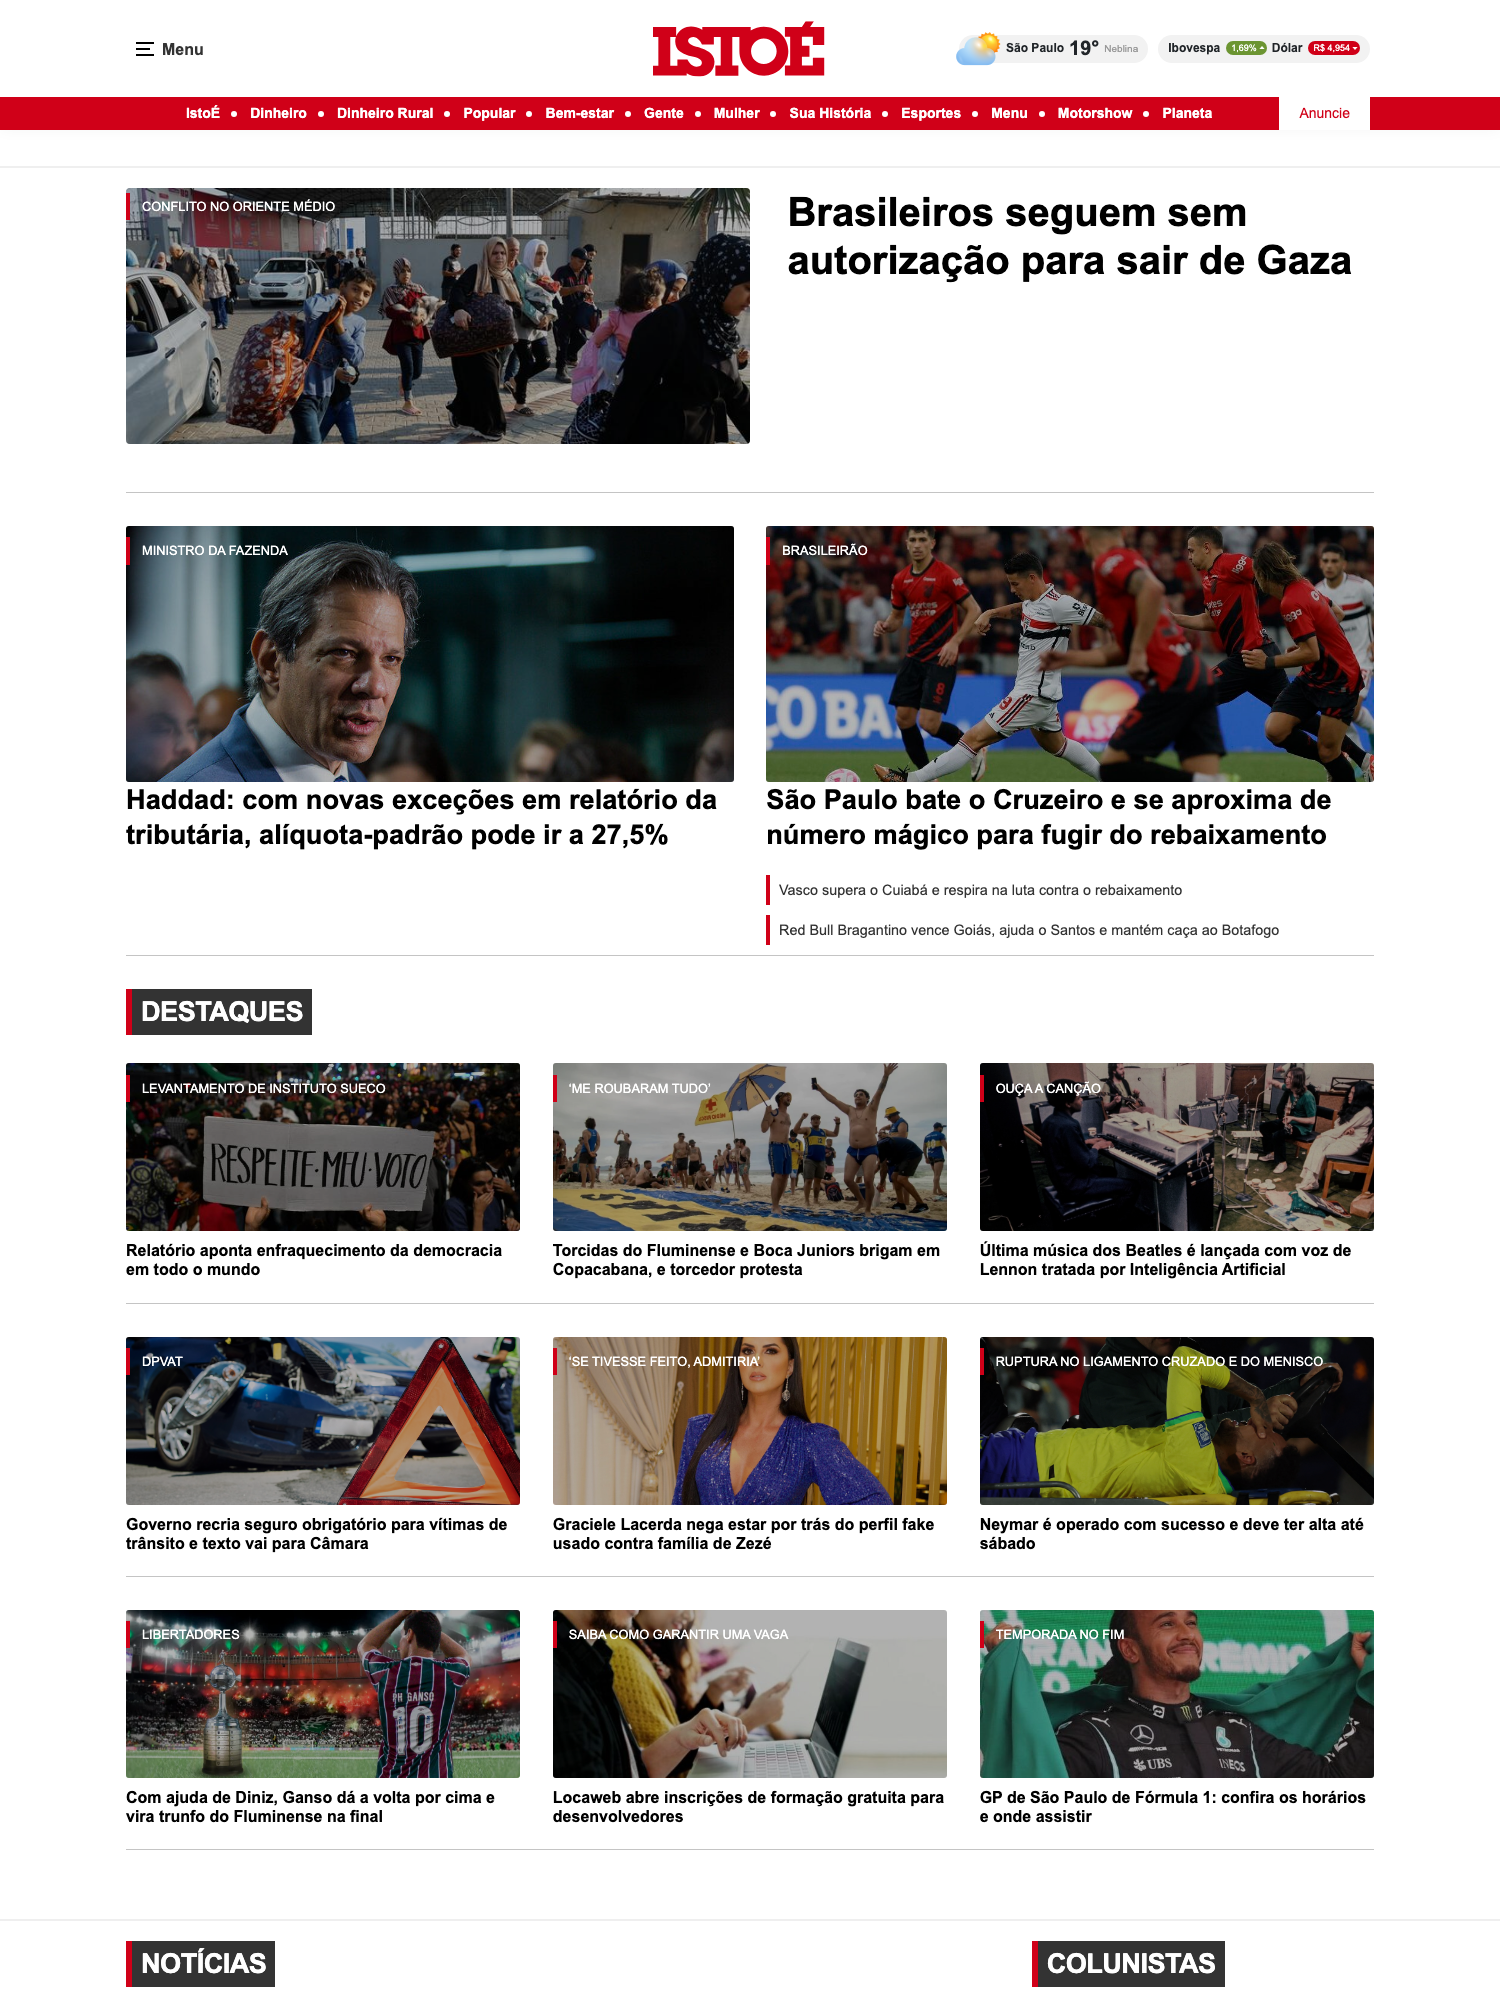 Menu
ISTOÉ
São Paulo 19° Neblina
Ibovespa 1,69% Dólar R$ 4,954
IstoÉ • Dinheiro • Dinheiro Rural • Popular • Bem-estar • Gente • Mulher • Sua História • Esportes • Menu • Motorshow • Planeta
Anuncie
CONFLITO NO ORIENTE MÉDIO
Brasileiros seguem sem
autorização para sair de Gaza
MINISTRO DA FAZENDA
Haddad: com novas exceções em relatório da
tributária, alíquota-padrão pode ir a 27,5%
BRASILEIRÃO
ÇO BA
ASS
São Paulo bate o Cruzeiro e se aproxima de
número mágico para fugir do rebaixamento
Vasco supera o Cuiabá e respira na luta contra o rebaixamento
Red Bull Bragantino vence Goiás, ajuda o Santos e mantém caça ao Botafogo
DESTAQUES
LEVANTAMENTO DE INSTITUTO SUECO
RESPEITE·MEU·VOTO
Relatório aponta enfraquecimento da democracia
em todo o mundo
‘ME ROUBARAM TUDO’
Torcidas do Fluminense e Boca Juniors brigam em
Copacabana, e torcedor protesta
OUÇA A CANÇÃO
Última música dos Beatles é lançada com voz de
Lennon tratada por Inteligência Artificial
DPVAT
Governo recria seguro obrigatório para vítimas de
trânsito e texto vai para Câmara
‘SE TIVESSE FEITO, ADMITIRIA’
Graciele Lacerda nega estar por trás do perfil fake
usado contra família de Zezé
RUPTURA NO LIGAMENTO CRUZADO E DO MENISCO
Neymar é operado com sucesso e deve ter alta até
sábado
LIBERTADORES
PH GANSO
10
Com ajuda de Diniz, Ganso dá a volta por cima e
vira trunfo do Fluminense na final
SAIBA COMO GARANTIR UMA VAGA
Locaweb abre inscrições de formação gratuita para
desenvolvedores
TEMPORADA NO FIM
PETRONAS
UBS
INEOS
GP de São Paulo de Fórmula 1: confira os horários
e onde assistir
NOTÍCIAS
COLUNISTAS